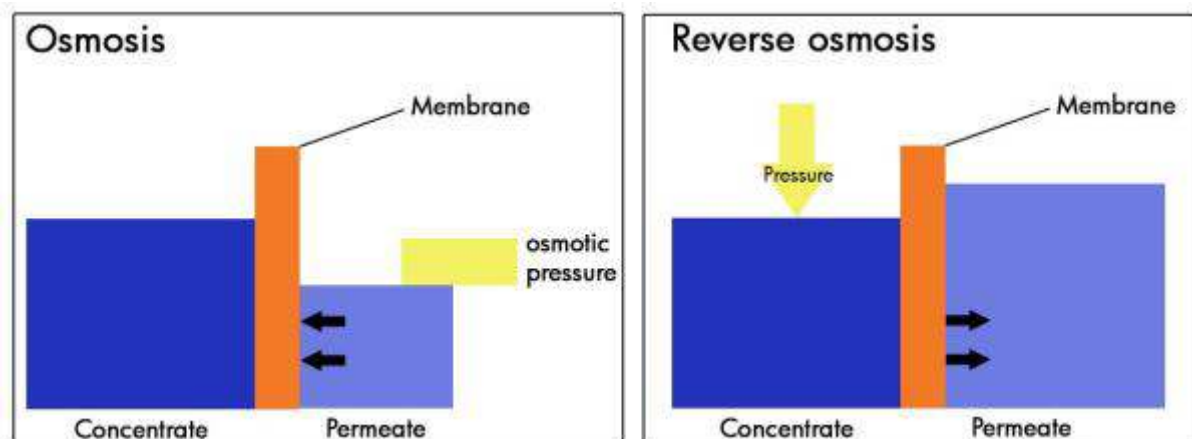 Osmosis
Membrane
osmotic
pressure
Concentrate
Permeate
Reverse osmosis
Membrane
Pressure
Concentrate
Permeate